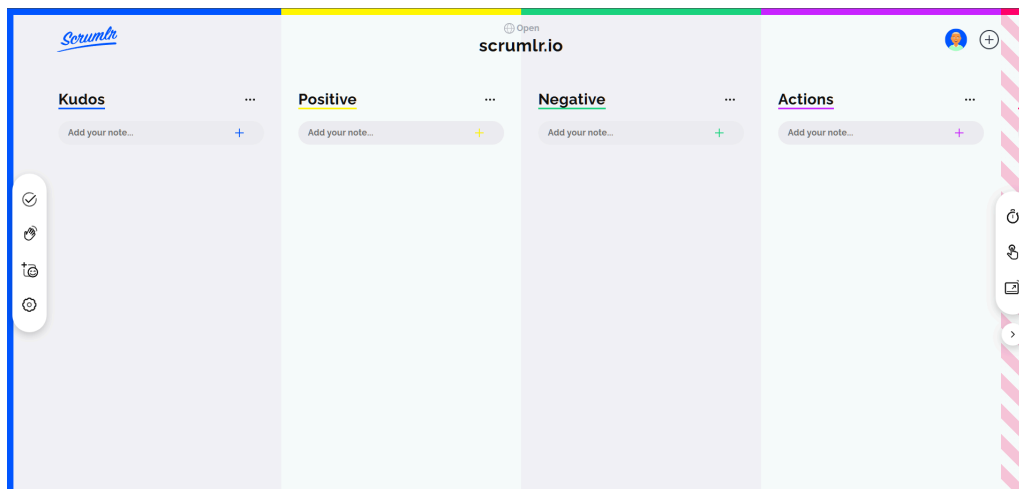 Scrumlr
Open
scrumlr.io
Kudos
Positive
Negative
Actions
Add your note...
Add your note...
Add your note...
Add your note...